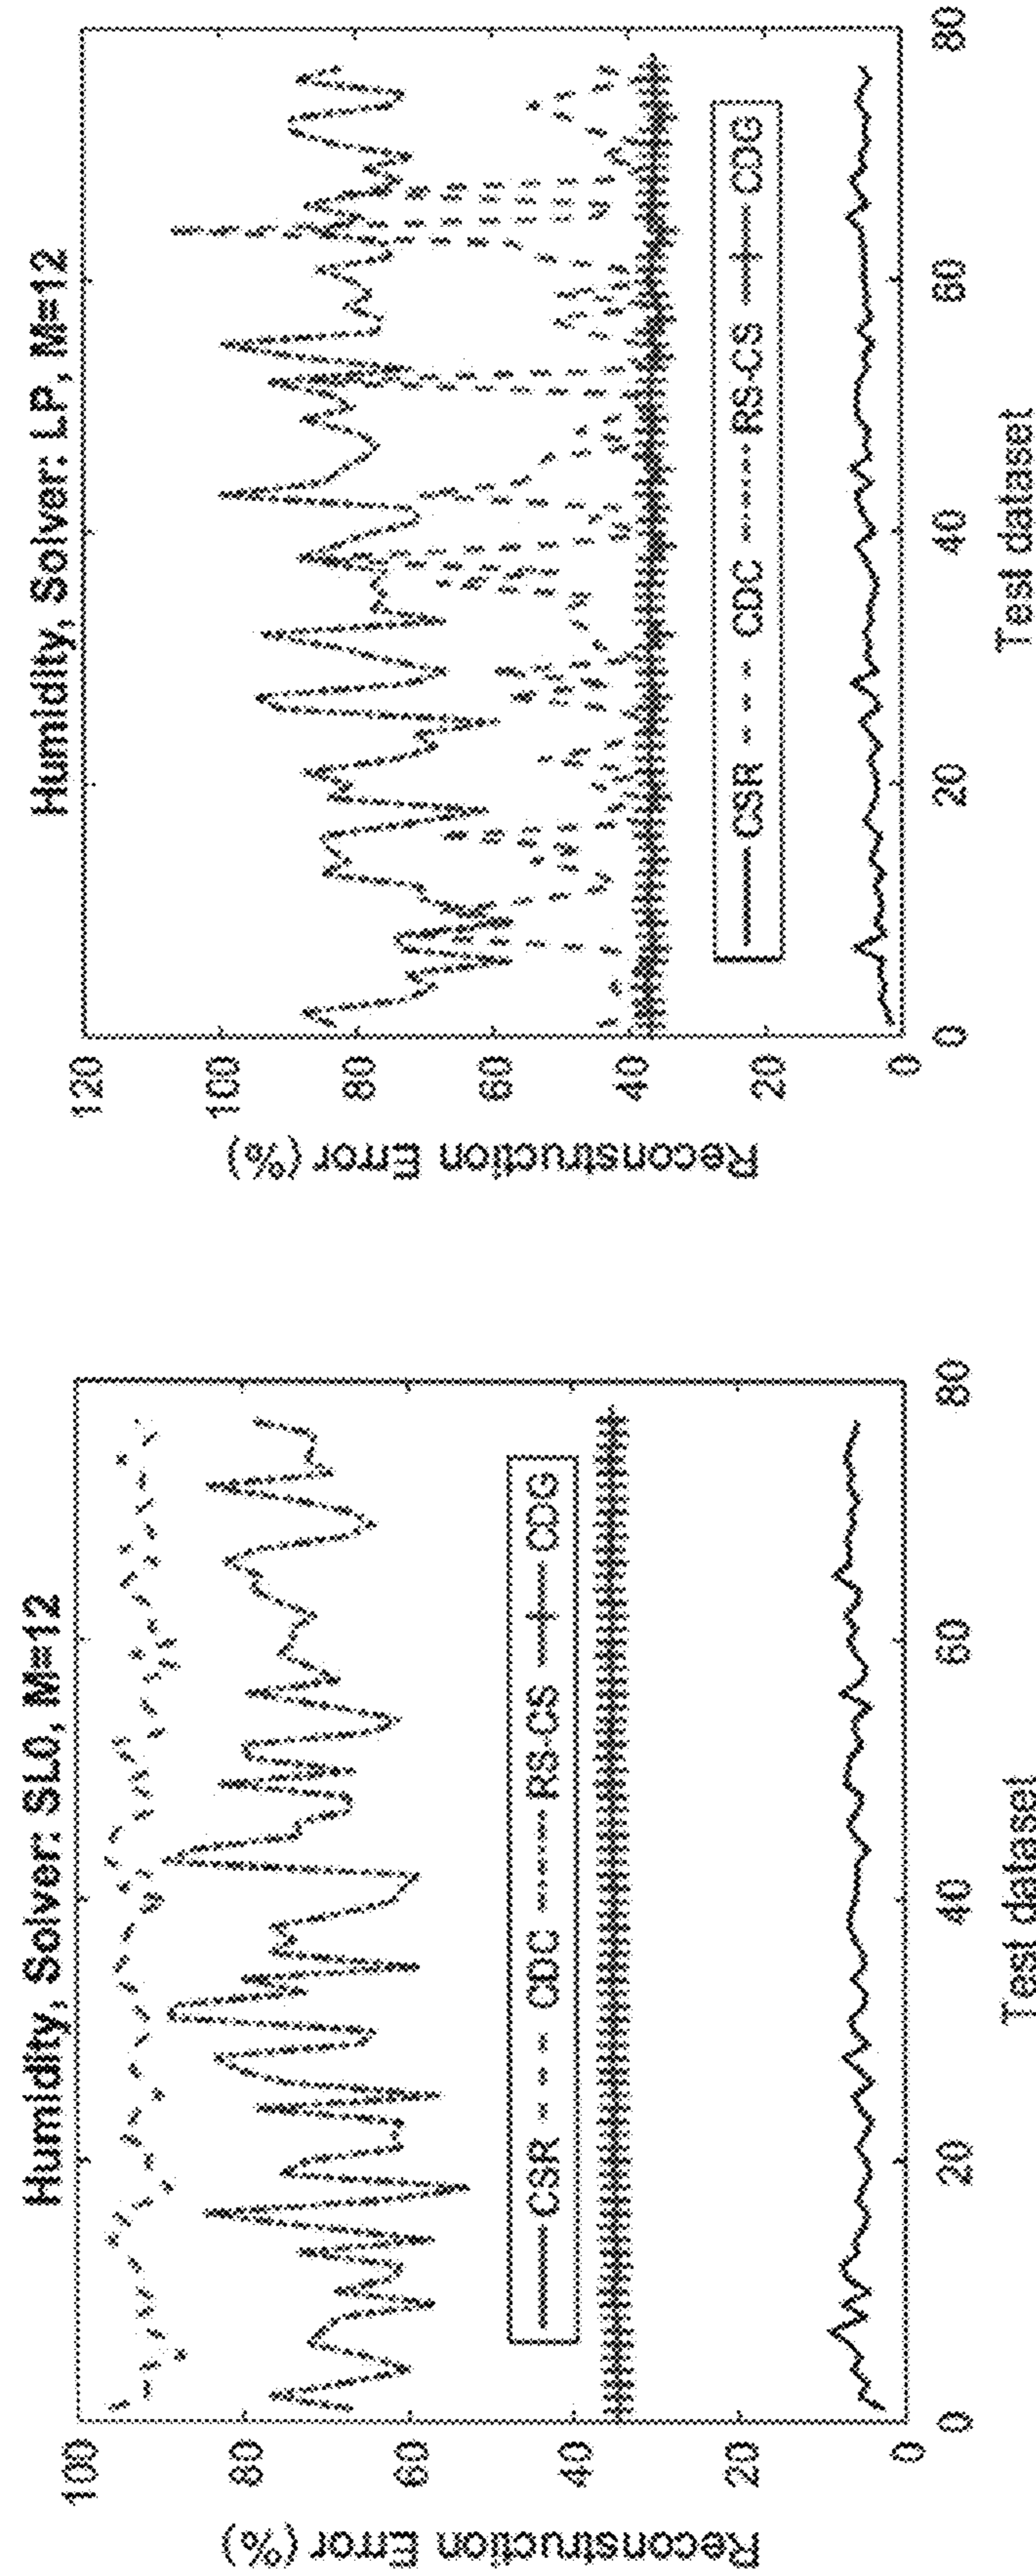 Humidity, Solver: SL0, M=12
Reconstruction Error (%)
100
80
60
40
20
0
CSR CDC RS-CS CDG
0 20 40 60 80
Test dataset
Humidity, Solver: LP, M=12
Reconstruction Error (%)
120
100
80
60
40
20
0
CSR CDC RS-CS CDG
0 20 40 60 80
Test dataset